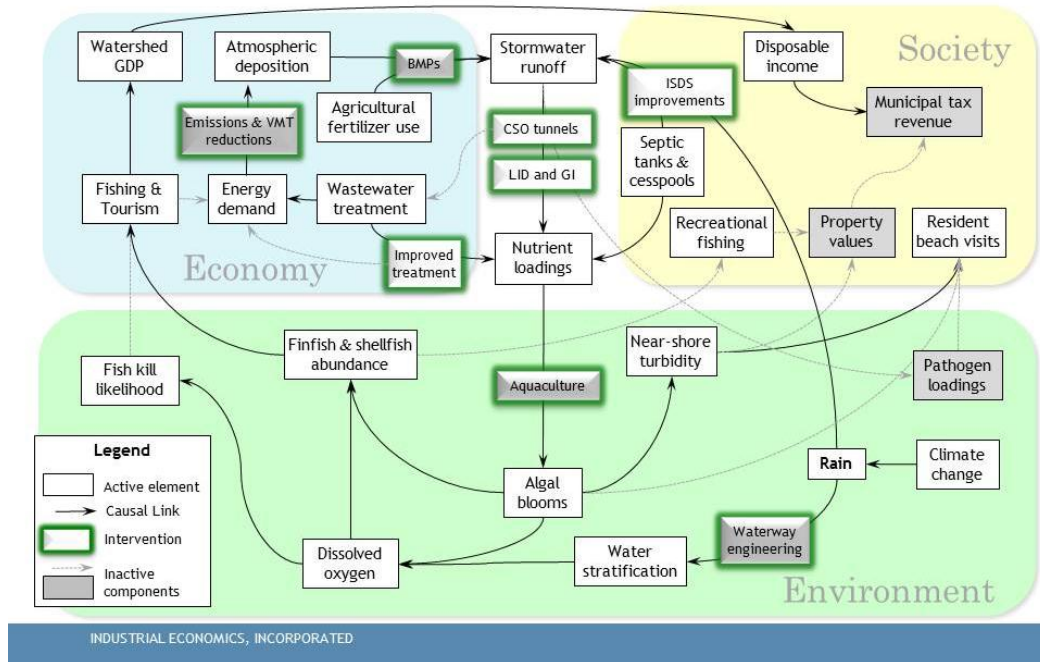 Watershed
GDP
Atmospheric
deposition
BMPs
Stormwater
runoff
Disposable
income
Society
ISDS
improvements
Municipal tax
revenue
Agricultural
fertilizer use
Emissions & VMT
reductions
CSO tunnels
Septic
tanks &
cesspools
LID and GI
Fishing &
Tourism
Energy
demand
Wastewater
treatment
Recreational
fishing
Property
values
Resident
beach visits
Economy
Improved
treatment
Nutrient
loadings
Finfish & shellfish
abundance
Near-shore
turbidity
Fish kill
likelihood
Aquaculture
Pathogen
loadings
Legend
Active element
Causal Link
Intervention
Inactive
components
Algal
blooms
Rain
Climate
change
Dissolved
oxygen
Water
stratification
Waterway
engineering
Environment
INDUSTRIAL ECONOMICS, INCORPORATED